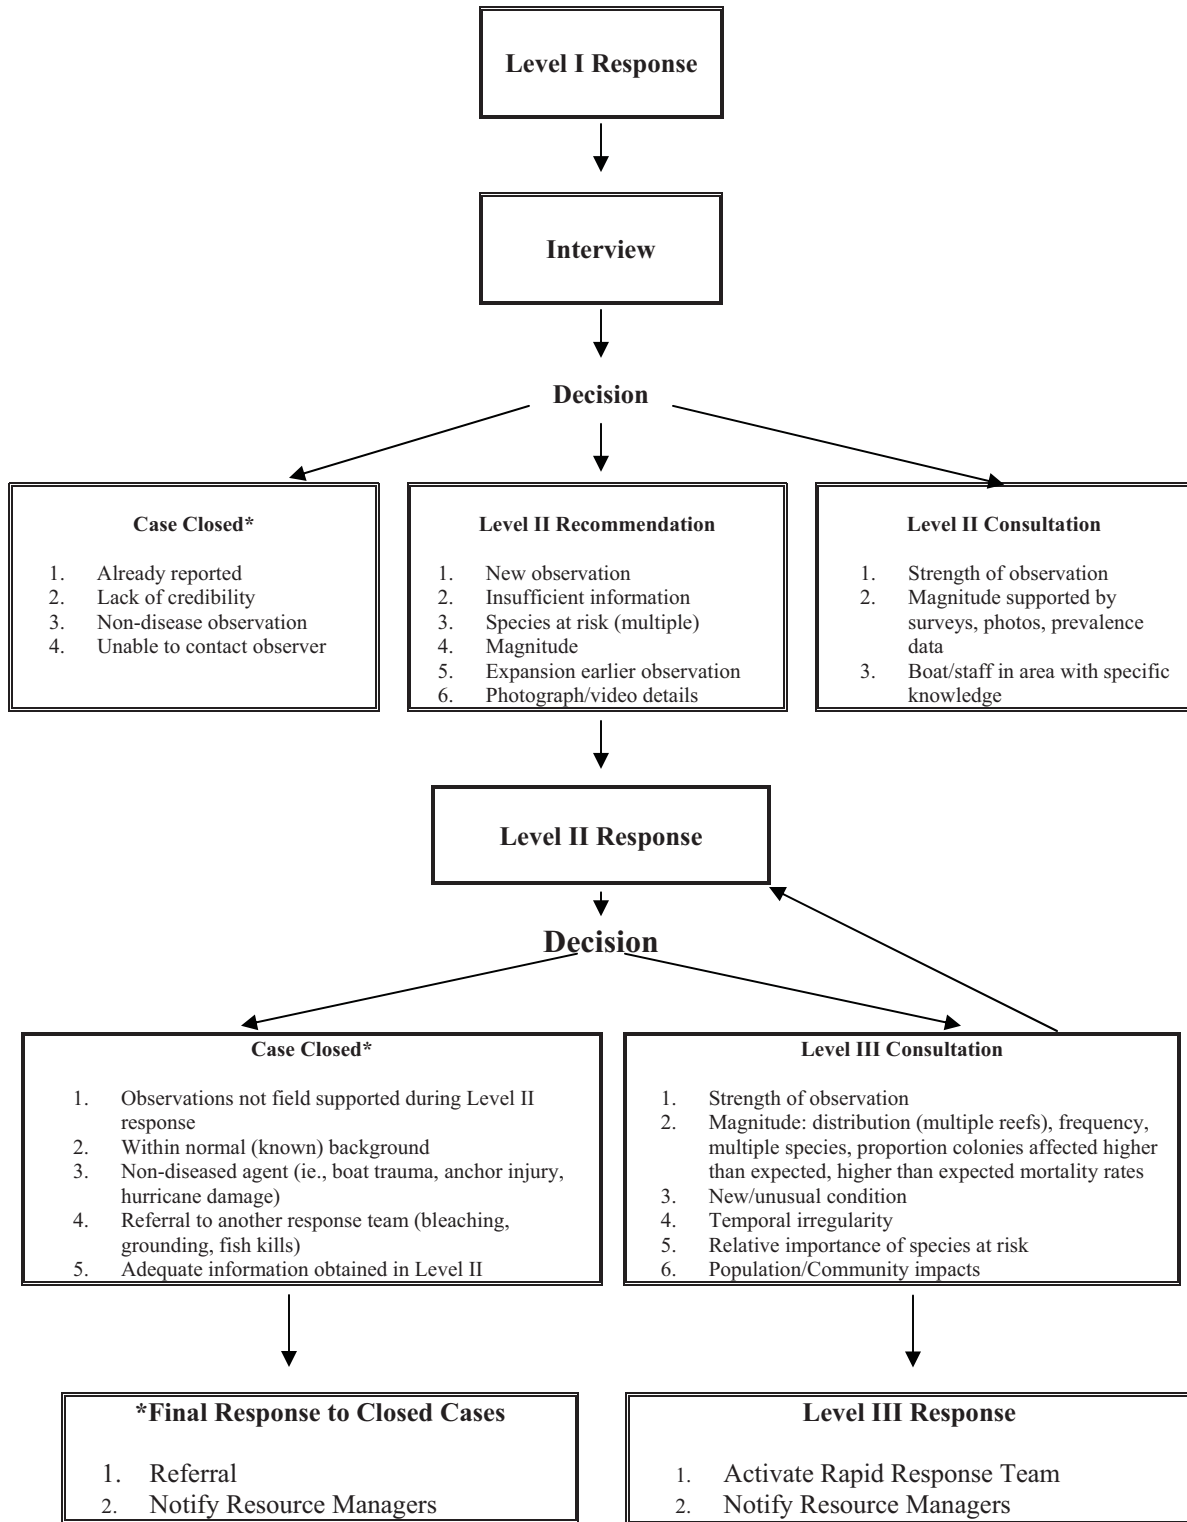 Level I Response
Interview
Decision
Case Closed*
1. Already reported
2. Lack of credibility
3. Non-disease observation
4. Unable to contact observer
Level II Recommendation
1. New observation
2. Insufficient information
3. Species at risk (multiple)
4. Magnitude
5. Expansion earlier observation
6. Photograph/video details
Level II Consultation
1. Strength of observation
2. Magnitude supported by
surveys, photos, prevalence
data
3. Boat/staff in area with specific
knowledge
Level II Response
Decision
Case Closed*
1. Observations not field supported during Level II
response
2. Within normal (known) background
3. Non-diseased agent (ie., boat trauma, anchor injury,
hurricane damage)
4. Referral to another response team (bleaching,
grounding, fish kills)
5. Adequate information obtained in Level II
Level III Consultation
1. Strength of observation
2. Magnitude: distribution (multiple reefs), frequency,
multiple species, proportion colonies affected higher
than expected, higher than expected mortality rates
3. New/unusual condition
4. Temporal irregularity
5. Relative importance of species at risk
6. Population/Community impacts
*Final Response to Closed Cases
1. Referral
2. Notify Resource Managers
Level III Response
1. Activate Rapid Response Team
2. Notify Resource Managers